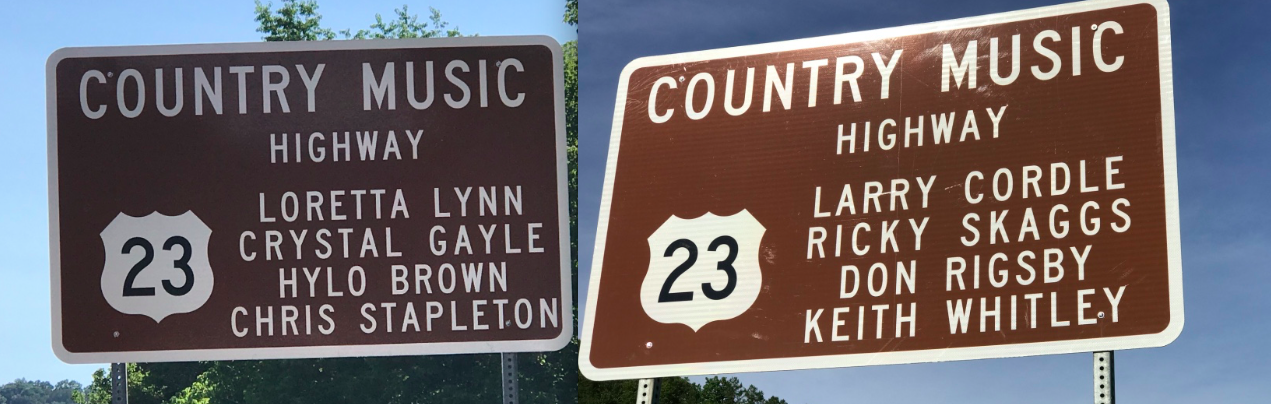 COUNTRY MUSIC
HIGHWAY
LORETTA LYNN
CRYSTAL GAYLE
HYLO BROWN
CHRIS STAPLETON
23
COUNTRY MUSIC
HIGHWAY
LARRY CORDLE
RICKY SKAGGS
DON RIGSBY
KEITH WHITLEY
23